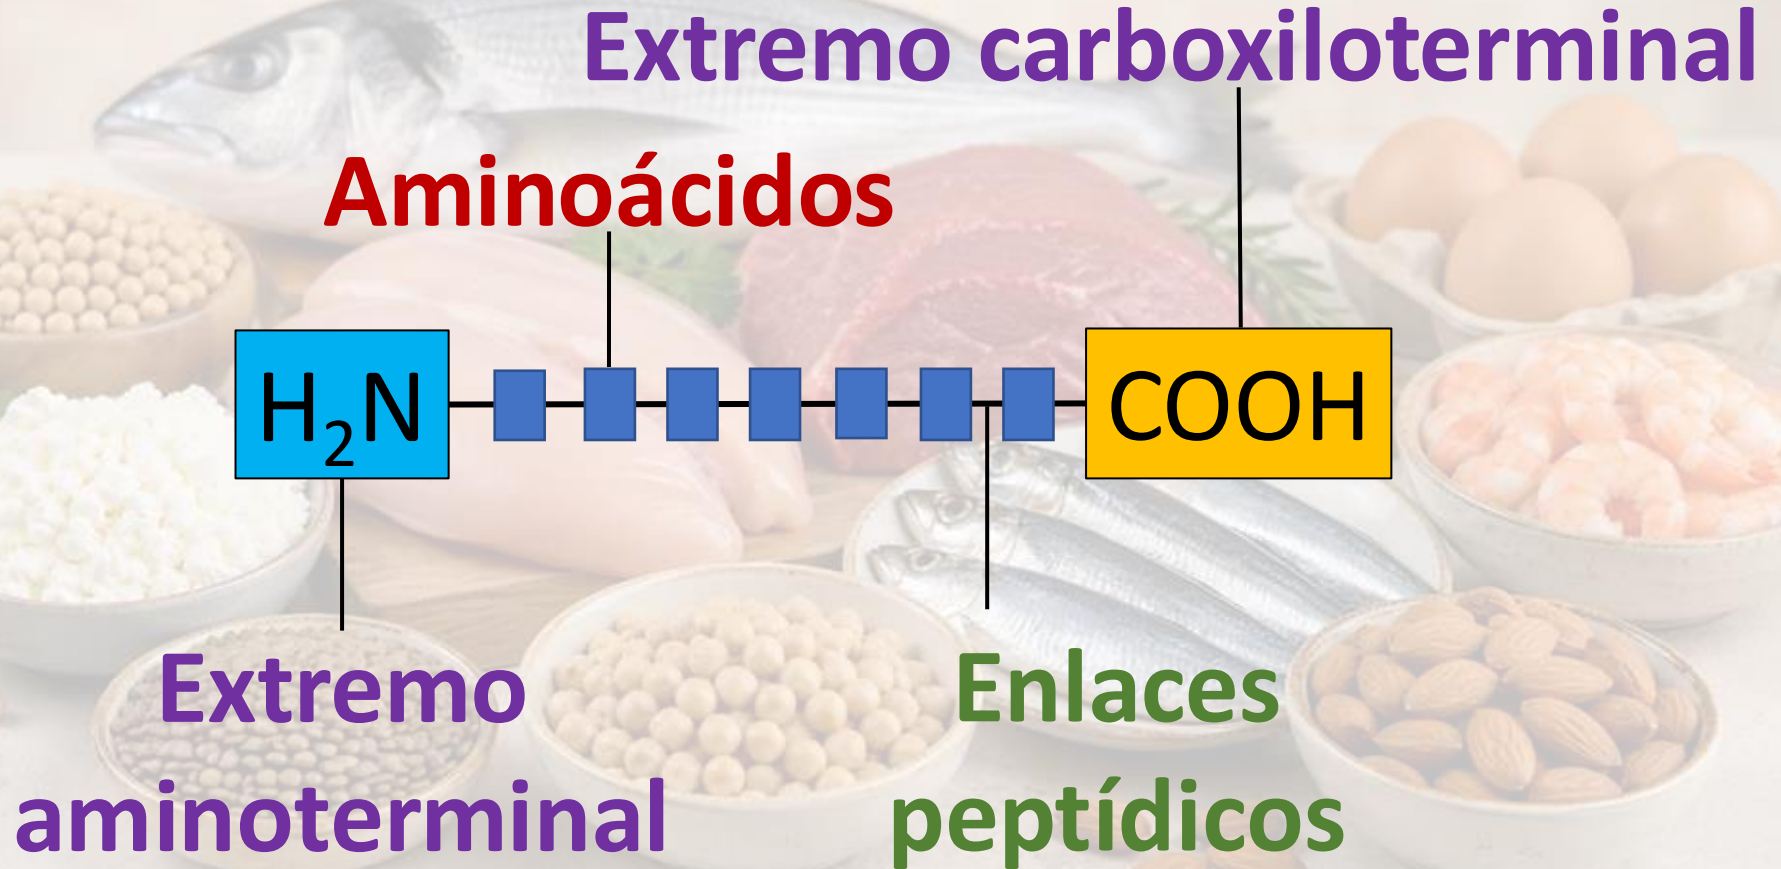 Extremo carboxiloterminal
Aminoácidos
H₂N
COOH
Extremo
aminoterminal
Enlaces
peptídicos